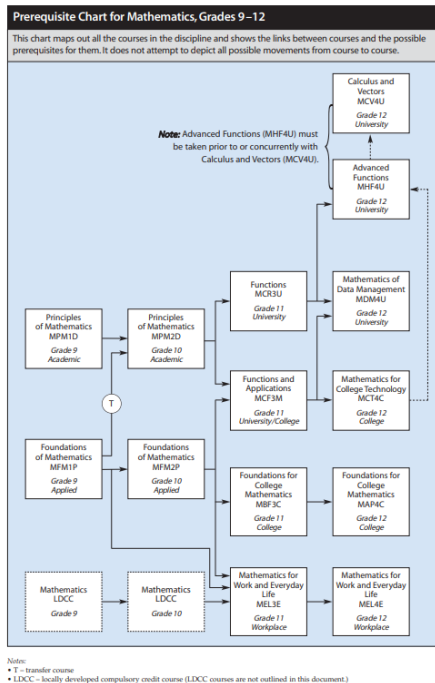 Prerequisite Chart for Mathematics, Grades 9–12
This chart maps out all the courses in the discipline and shows the links between courses and the possible
prerequisites for them. It does not attempt to depict all possible movements from course to course.
Calculus and
Vectors
MCV4U
Grade 12
University
Note: Advanced Functions (MHF4U) must
be taken prior to or concurrently with
Calculus and Vectors (MCV4U).
Advanced
Functions
MHF4U
Grade 12
University
Principles
of Mathematics
MPM1D
Grade 9
Academic
Principles
of Mathematics
MPM2D
Grade 10
Academic
Functions
MCR3U
Grade 11
University
Mathematics of
Data Management
MDM4U
Grade 12
University
T
Functions and
Applications
MCF3M
Grade 11
University/College
Mathematics for
College Technology
MCT4C
Grade 12
College
Foundations
of Mathematics
MFM1P
Grade 9
Applied
Foundations
of Mathematics
MFM2P
Grade 10
Applied
Foundations for
College
Mathematics
MBF3C
Grade 11
College
Foundations for
College
Mathematics
MAP4C
Grade 12
College
Mathematics
LDCC
Grade 9
Mathematics
LDCC
Grade 10
Mathematics for
Work and Everyday
Life
MEL3E
Grade 11
Workplace
Mathematics for
Work and Everyday
Life
MEL4E
Grade 12
Workplace
Notes:
• T – transfer course
• LDCC – locally developed compulsory credit course (LDCC courses are not outlined in this document.)